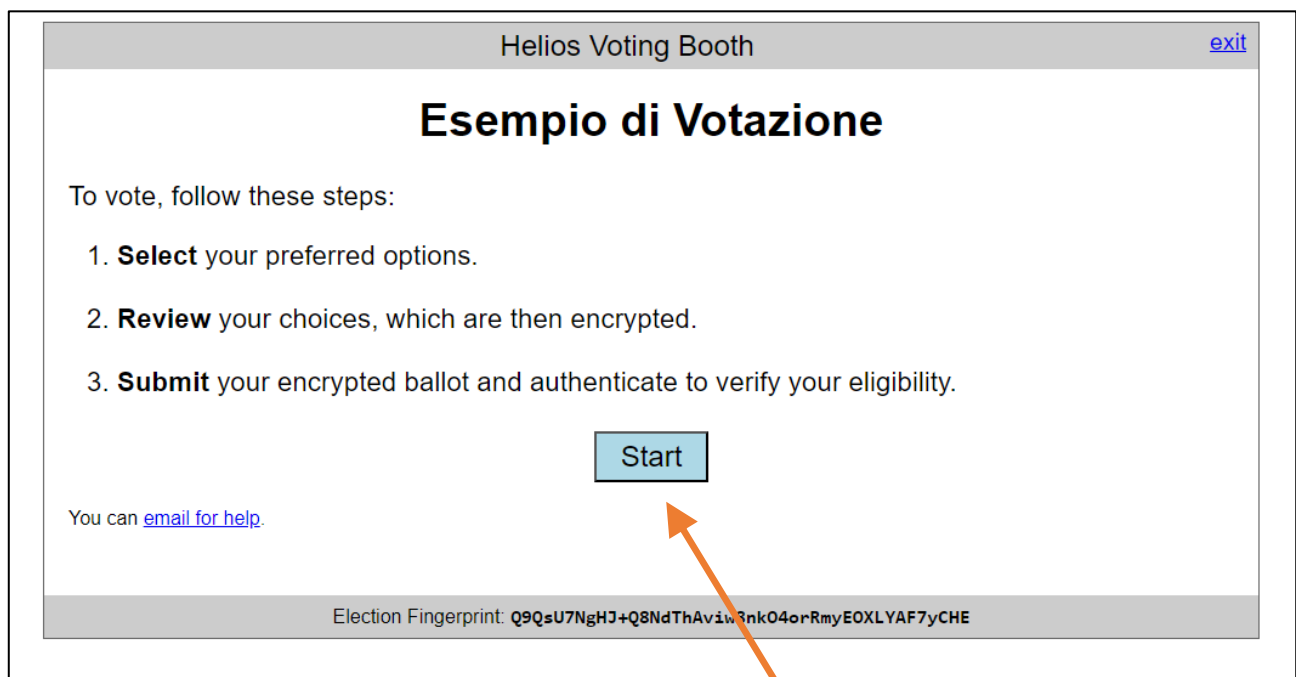 Helios Voting Booth
exit
Esempio di Votazione
To vote, follow these steps:
1. Select your preferred options.
2. Review your choices, which are then encrypted.
3. Submit your encrypted ballot and authenticate to verify your eligibility.
Start
You can email for help.
Election Fingerprint: Q9QsU7NgHJ+Q8NdThAviw3nkO4orRmyEOXLYAF7yCHE